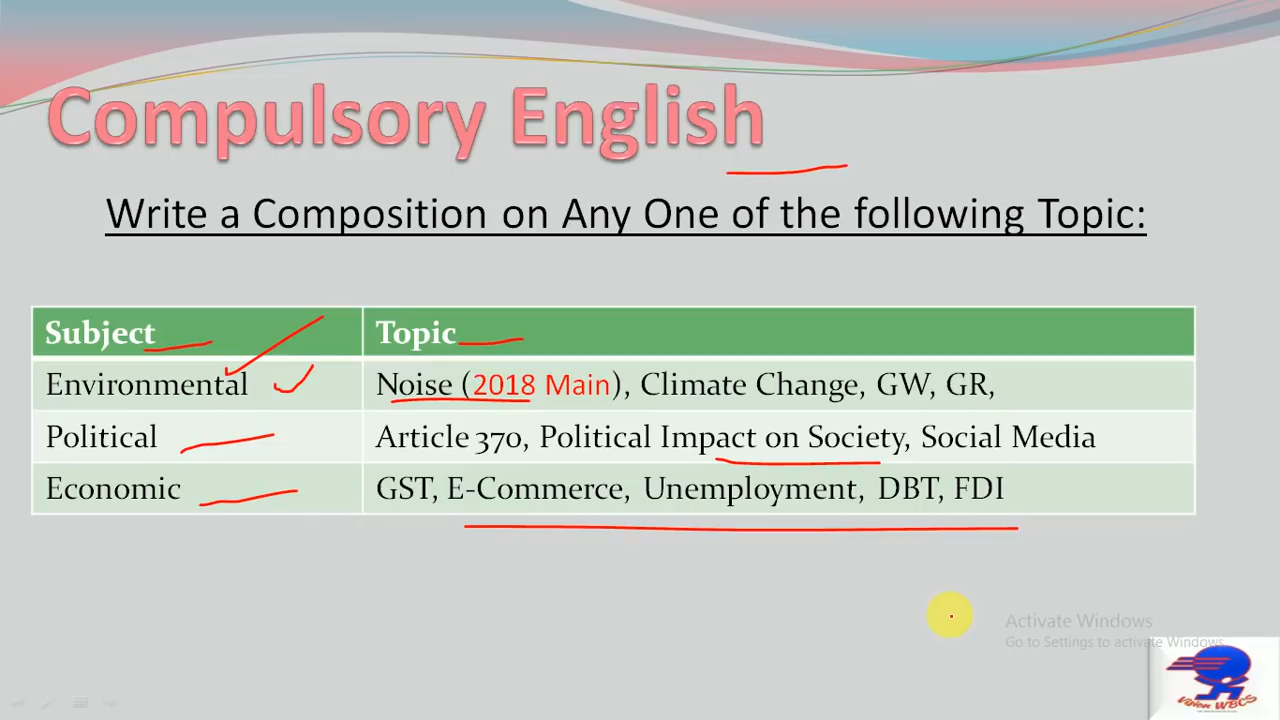 Compulsory English
Write a Composition on Any One of the following Topic:
Subject Topic
Environmental Noise (2018 Main), Climate Change, GW, GR,
Political Article 370, Political Impact on Society, Social Media
Economic GST, E-Commerce, Unemployment, DBT, FDI
Activate Windows
Go to Settings to activate Windows.
Vision WBCS